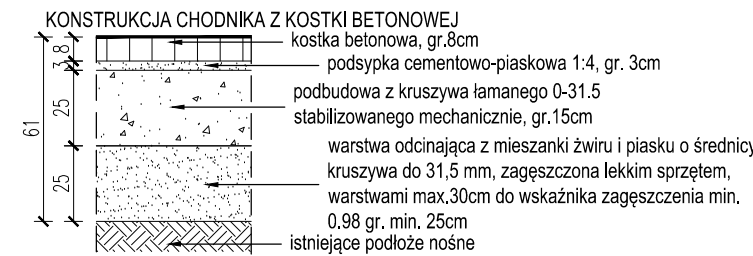 KONSTRUKCJA CHODNIKA Z KOSTKI BETONOWEJ
kostka betonowa, gr.8cm
podsypka cementowo-piaskowa 1:4, gr. 3cm
podbudowa z kruszywa łamanego 0-31.5
stabilizowanego mechanicznie, gr.15cm
warstwa odcinająca z mieszanki żwiru i piasku o średnicy
kruszywa do 31,5 mm, zagęszczona lekkim sprzętem,
warstwami max.30cm do wskaźnika zagęszczenia min.
0.98 gr. min. 25cm
istniejące podłoże nośne
8
3
25
25
61